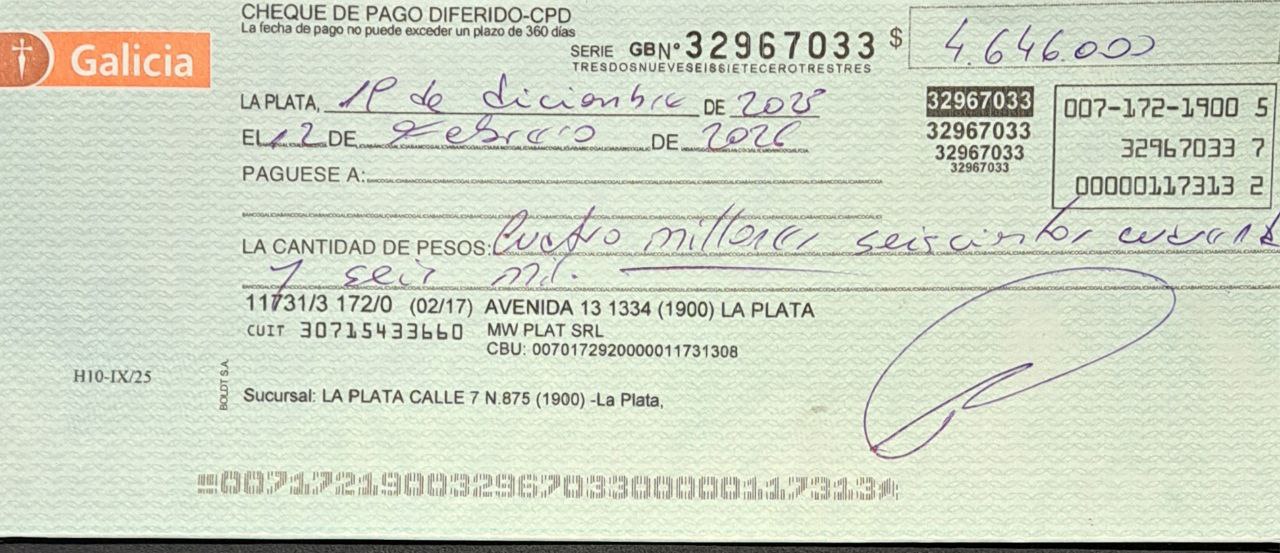 CHEQUE DE PAGO DIFERIDO-CPD
La fecha de pago no puede exceder un plazo de 360 días
Galicia
SERIE GB Nº 32967033 $ 4.646.000
TRESDOSNUEVESEISSIETECEROTRESTRES
LA PLATA, 19 de diciembre DE 2025
EL 12 DE Febrero DE 2026
PAGUESE A:
32967033
32967033
32967033
32967033
007-172-1900 5
32967033 7
00000117313 2
LA CANTIDAD DE PESOS: Cuatro millones seiscientos cuarenta
y seis mil.
11731/3 172/0 (02/17) AVENIDA 13 1334 (1900) LA PLATA
CUIT 30715433660 MW PLAT SRL
CBU: 0070172920000011731308
H10-IX/25
BOLDT S.A.
Sucursal: LA PLATA CALLE 7 N.875 (1900) -La Plata,
00717219003296703300000117313